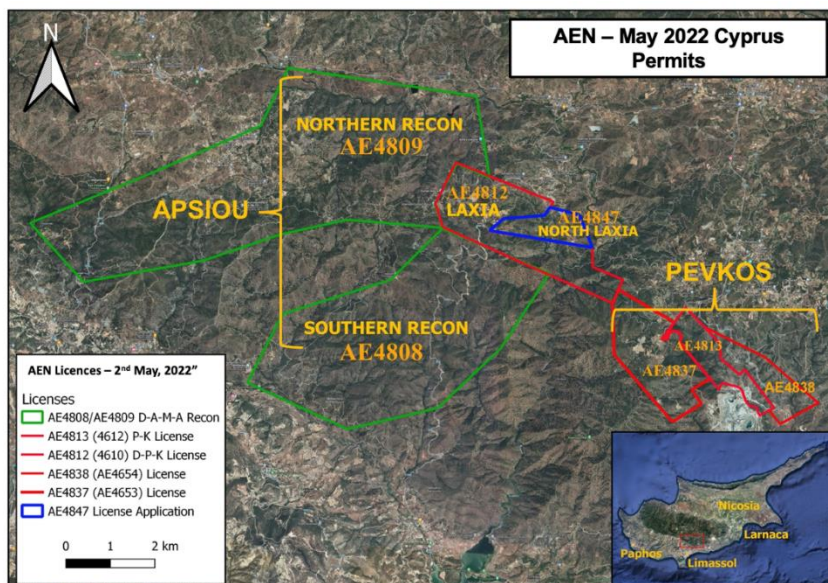 AEN – May 2022 Cyprus
Permits
N
NORTHERN RECON
AE4809
APSIOU
AE4812
LAXIA
AE4847
NORTH LAXIA
PEVKOS
SOUTHERN RECON
AE4808
AE4813
AE4837
AE4838
AEN Licences – 2nd May, 2022”
Licenses
AE4808/AE4809 D-A-M-A Recon
AE4813 (4612) P-K License
AE4812 (4610) D-P-K License
AE4838 (AE4654) License
AE4837 (AE4653) License
AE4847 License Application
0 1 2 km
Nicosia
Larnaca
Paphos
Limassol